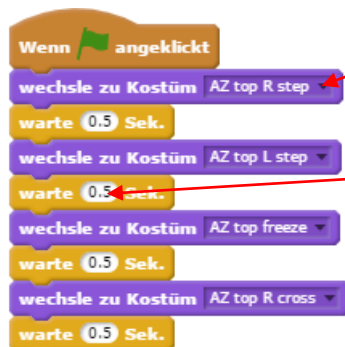 Wenn angeklickt
wechsle zu Kostüm AZ top R step
warte 0.5 Sek.
wechsle zu Kostüm AZ top L step
warte 0.5 Sek.
wechsle zu Kostüm AZ top freeze
warte 0.5 Sek.
wechsle zu Kostüm AZ top R cross
warte 0.5 Sek.